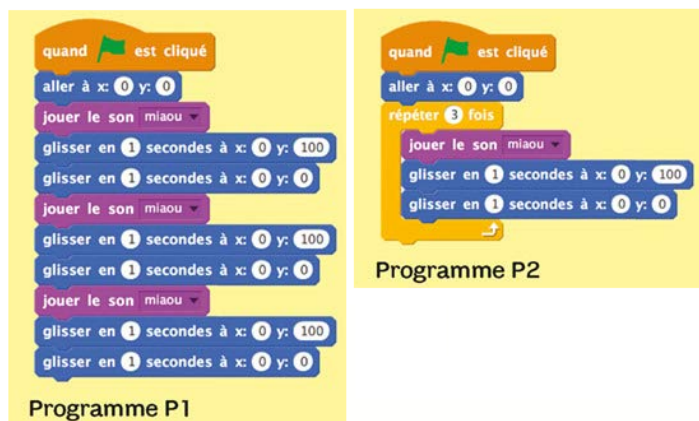 quand est cliqué
aller à x: 0 y: 0
jouer le son miaou
glisser en 1 secondes à x: 0 y: 100
glisser en 1 secondes à x: 0 y: 0
jouer le son miaou
glisser en 1 secondes à x: 0 y: 100
glisser en 1 secondes à x: 0 y: 0
jouer le son miaou
glisser en 1 secondes à x: 0 y: 100
glisser en 1 secondes à x: 0 y: 0
Programme P1
quand est cliqué
aller à x: 0 y: 0
répéter 3 fois
jouer le son miaou
glisser en 1 secondes à x: 0 y: 100
glisser en 1 secondes à x: 0 y: 0
Programme P2